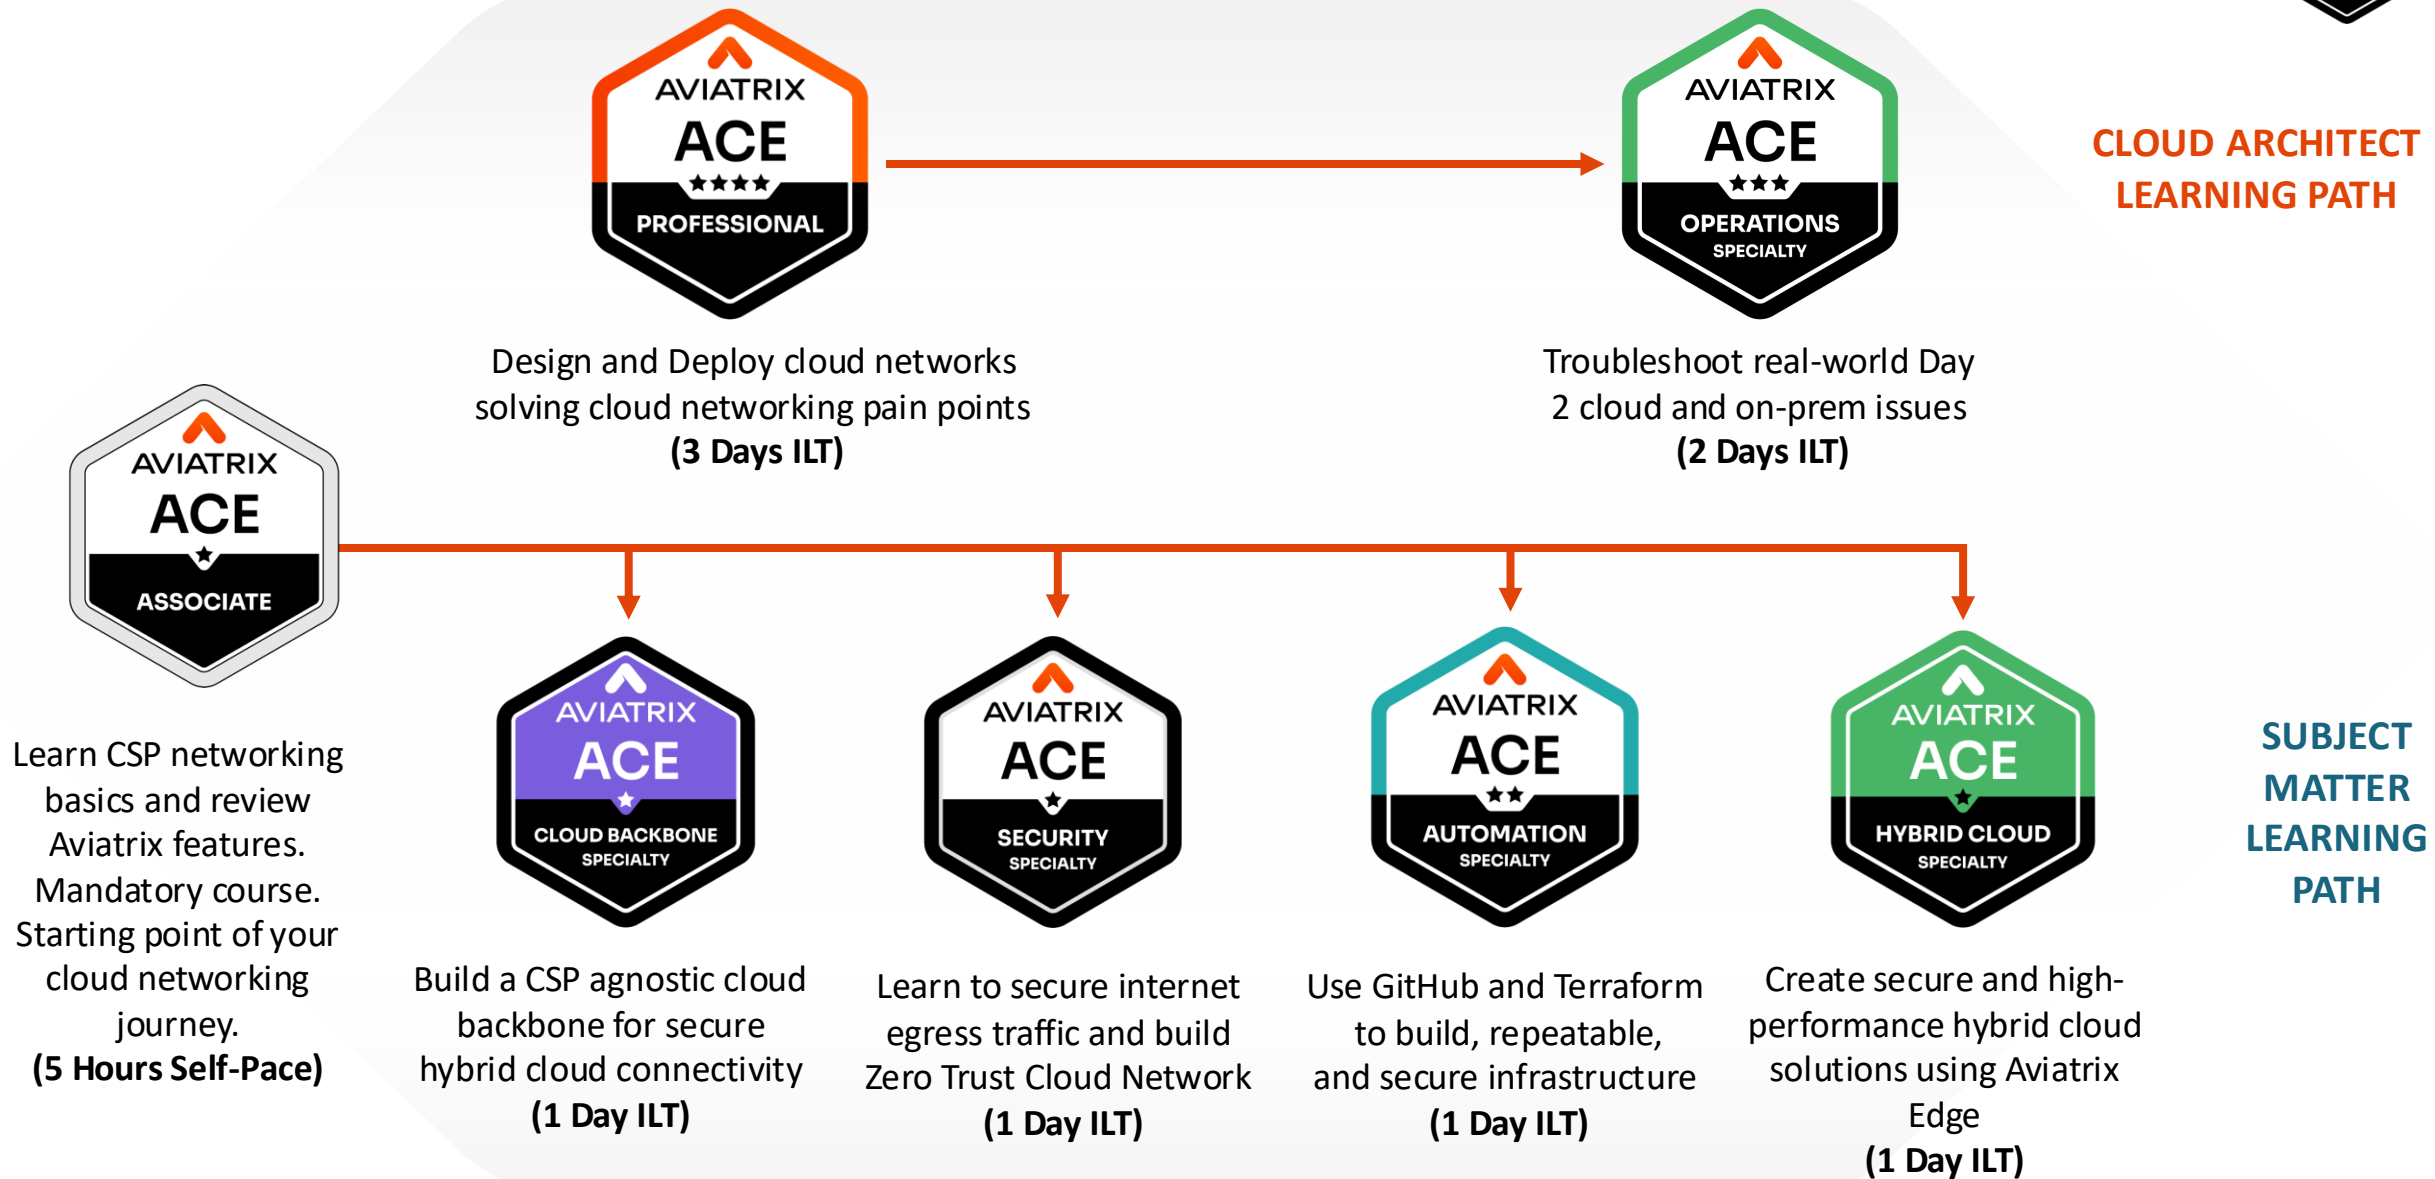 AVIATRIX
ACE
PROFESSIONAL
Design and Deploy cloud networks
solving cloud networking pain points
(3 Days ILT)
AVIATRIX
ACE
OPERATIONS
SPECIALTY
Troubleshoot real-world Day
2 cloud and on-prem issues
(2 Days ILT)
CLOUD ARCHITECT
LEARNING PATH
AVIATRIX
ACE
ASSOCIATE
Learn CSP networking
basics and review
Aviatrix features.
Mandatory course.
Starting point of your
cloud networking
journey.
(5 Hours Self-Pace)
AVIATRIX
ACE
CLOUD BACKBONE
SPECIALTY
Build a CSP agnostic cloud
backbone for secure
hybrid cloud connectivity
(1 Day ILT)
AVIATRIX
ACE
SECURITY
SPECIALTY
Learn to secure internet
egress traffic and build
Zero Trust Cloud Network
(1 Day ILT)
AVIATRIX
ACE
AUTOMATION
SPECIALTY
Use GitHub and Terraform
to build, repeatable,
and secure infrastructure
(1 Day ILT)
AVIATRIX
ACE
HYBRID CLOUD
SPECIALTY
Create secure and high-
performance hybrid cloud
solutions using Aviatrix
Edge
(1 Day ILT)
SUBJECT
MATTER
LEARNING
PATH